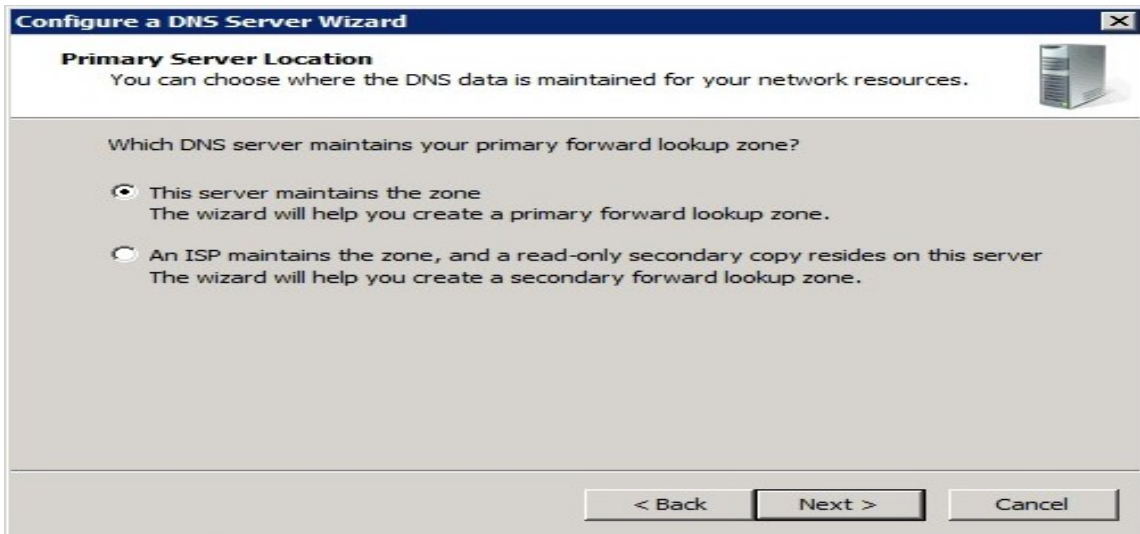 Configure a DNS Server Wizard
Primary Server Location
You can choose where the DNS data is maintained for your network resources.
Which DNS server maintains your primary forward lookup zone?
This server maintains the zone
The wizard will help you create a primary forward lookup zone.
An ISP maintains the zone, and a read-only secondary copy resides on this server
The wizard will help you create a secondary forward lookup zone.
< Back Next > Cancel